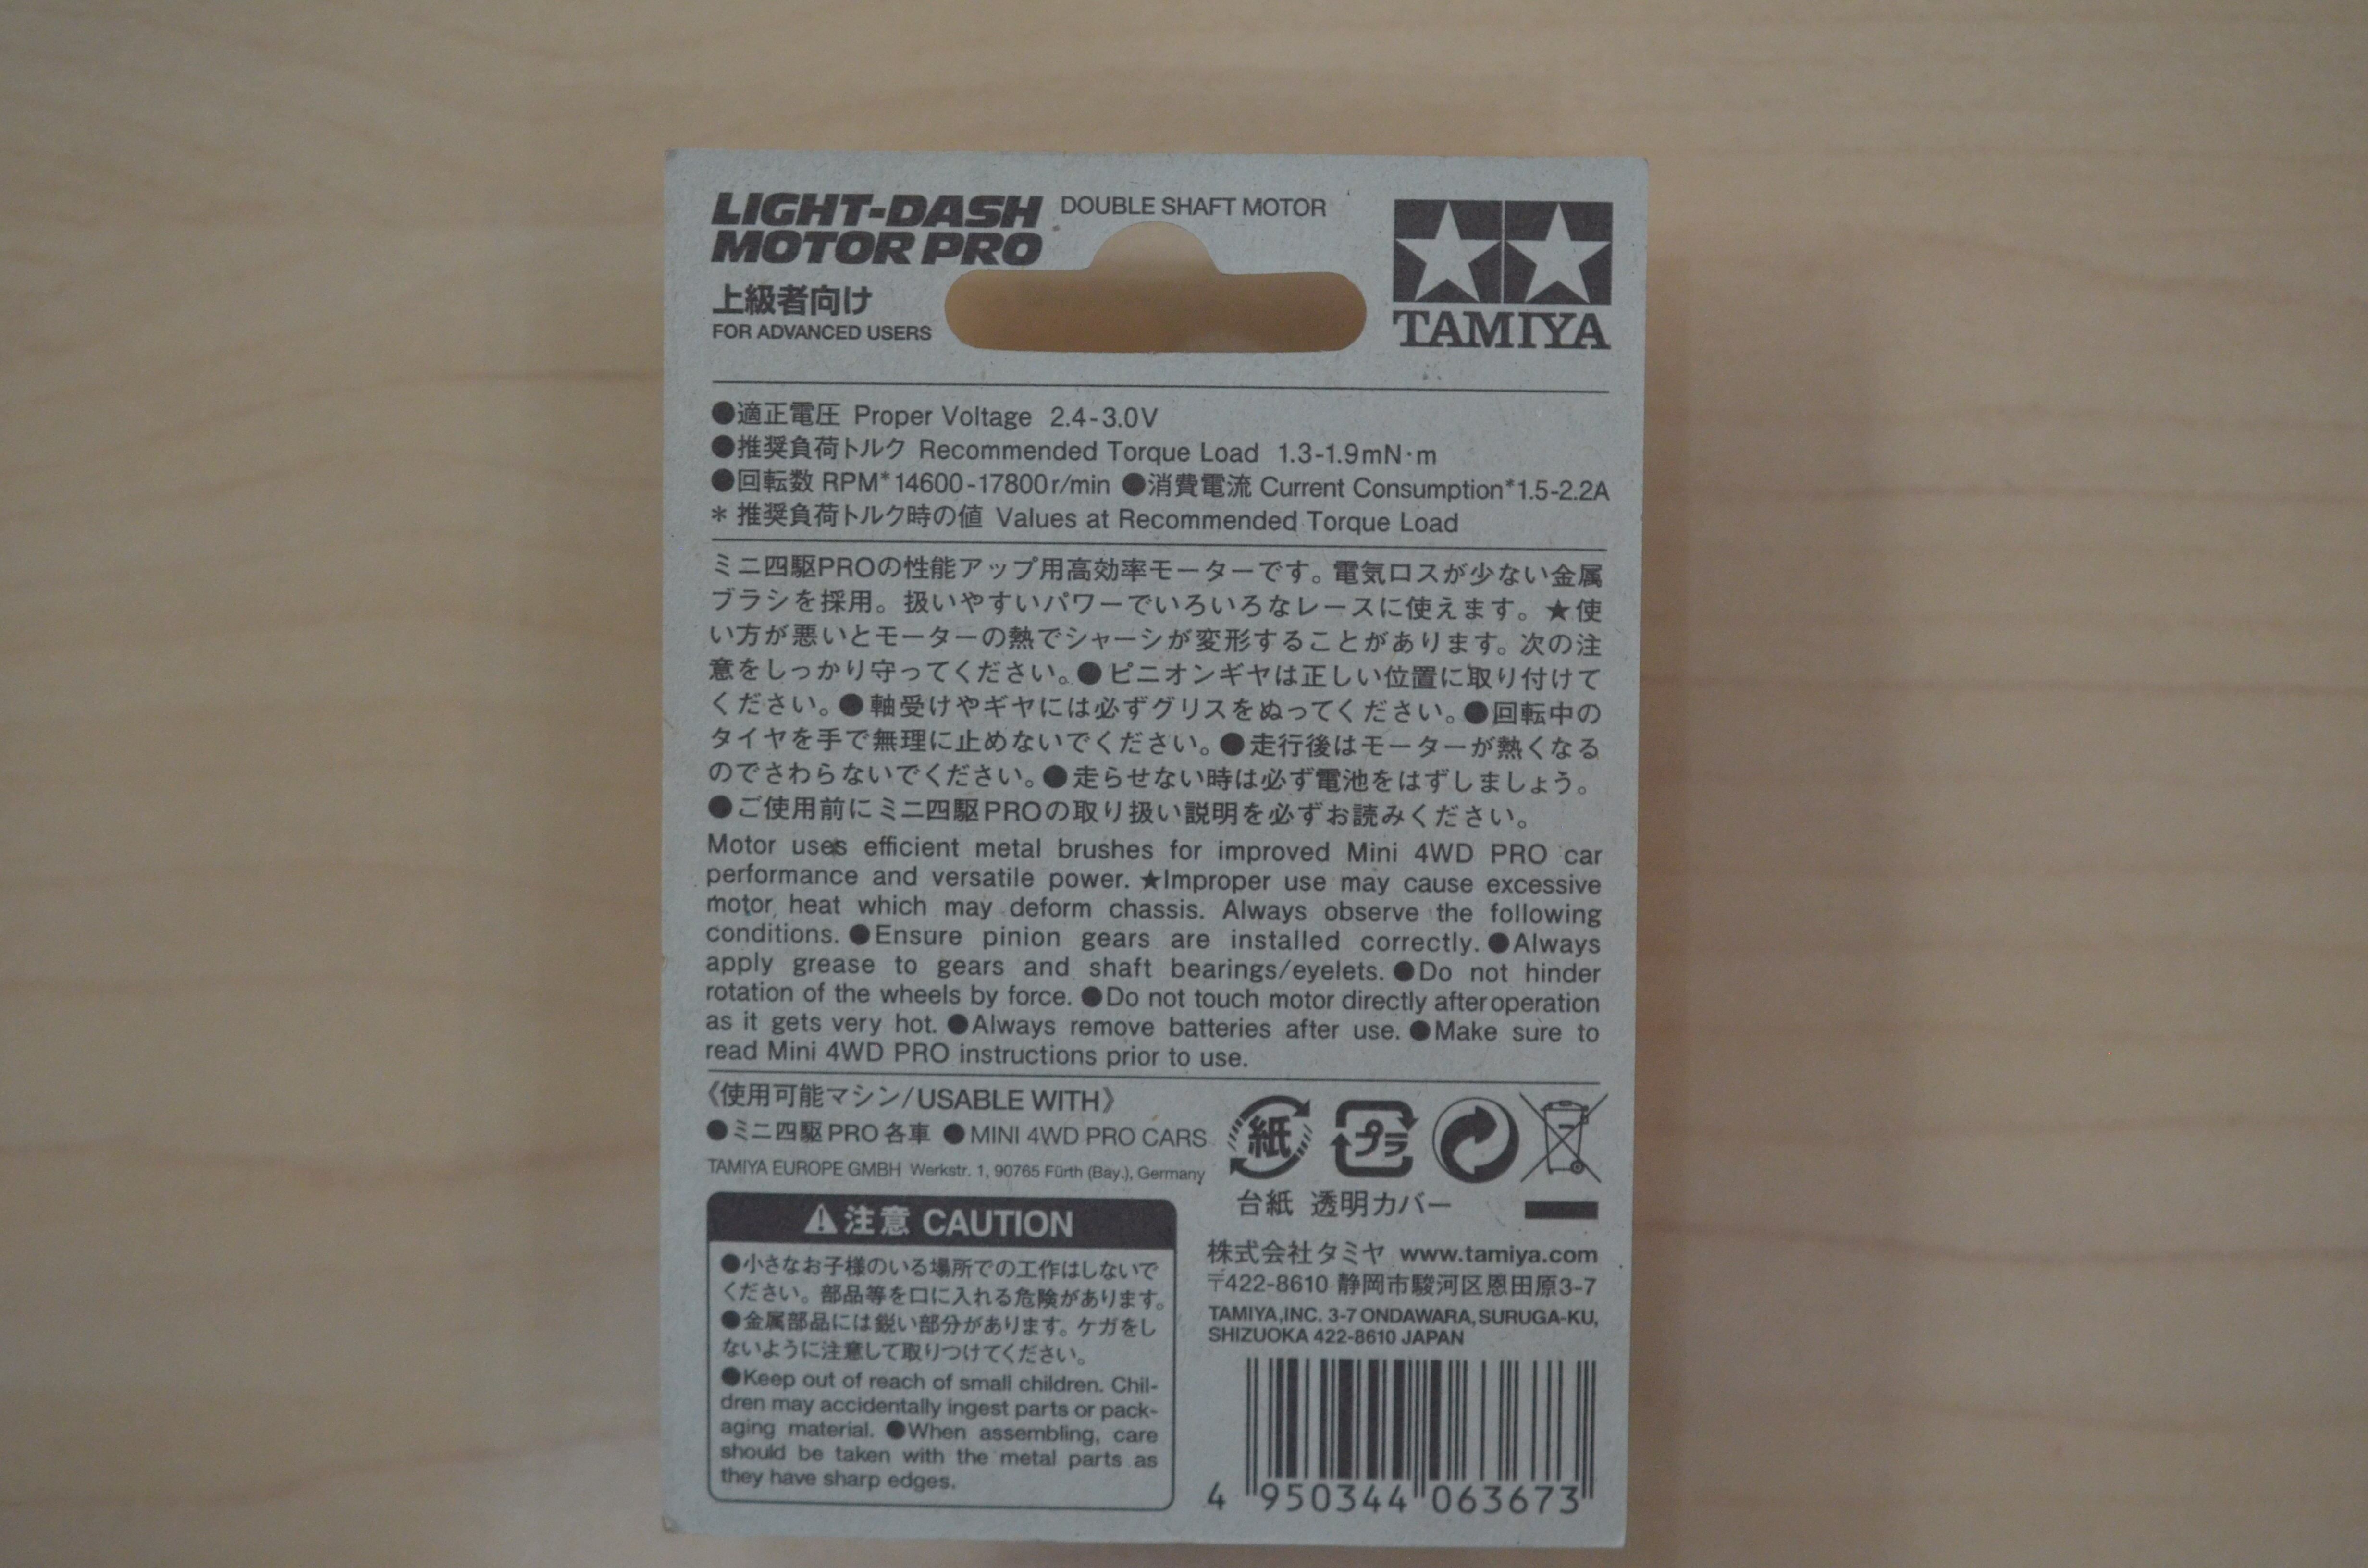 LIGHT-DASH
MOTOR PRO
DOUBLE SHAFT MOTOR
上級者向け
FOR ADVANCED USERS
TAMIYA
●適正電圧 Proper Voltage 2.4-3.0V
●推奨負荷トルク Recommended Torque Load 1.3-1.9mN·m
●回転数 RPM*14600-17800r/min ●消費電流 Current Consumption*1.5-2.2A
* 推奨負荷トルク時の値 Values at Recommended Torque Load
ミニ四駆PROの性能アップ用高効率モーターです。電気ロスが少ない金属
ブラシを採用。扱いやすいパワーでいろいろなレースに使えます。★使
い方が悪いとモーターの熱でシャーシが変形することがあります。次の注
意をしっかり守ってください。●ピニオンギヤは正しい位置に取り付けて
ください。●軸受けやギヤには必ずグリスをぬってください。●回転中の
タイヤを手で無理に止めないでください。●走行後はモーターが熱くなる
のでさわらないでください。●走らせない時は必ず電池をはずしましょう。
●ご使用前にミニ四駆PROの取り扱い説明を必ずお読みください。
Motor uses efficient metal brushes for improved Mini 4WD PRO car
performance and versatile power. ★Improper use may cause excessive
motor heat which may deform chassis. Always observe the following
conditions. ●Ensure pinion gears are installed correctly. ●Always
apply grease to gears and shaft bearings/eyelets. ●Do not hinder
rotation of the wheels by force. ●Do not touch motor directly after operation
as it gets very hot. ●Always remove batteries after use. ●Make sure to
read Mini 4WD PRO instructions prior to use.
《使用可能マシン/USABLE WITH》
●ミニ四駆PRO各車 ●MINI 4WD PRO CARS
TAMIYA EUROPE GMBH Werkstr. 1, 90765 Fürth (Bay.), Germany
紙 プラ
台紙 透明カバー
⚠注意 CAUTION
●小さなお子様のいる場所での工作はしないで
ください。部品等を口に入れる危険があります。
●金属部品には鋭い部分があります。ケガをし
ないように注意して取りつけてください。
●Keep out of reach of small children. Chil-
dren may accidentally ingest parts or pack-
aging material. ●When assembling, care
should be taken with the metal parts as
they have sharp edges.
株式会社タミヤ www.tamiya.com
〒422-8610 静岡市駿河区恩田原3-7
TAMIYA,INC. 3-7 ONDAWARA, SURUGA-KU,
SHIZUOKA 422-8610 JAPAN
4 950344 063673